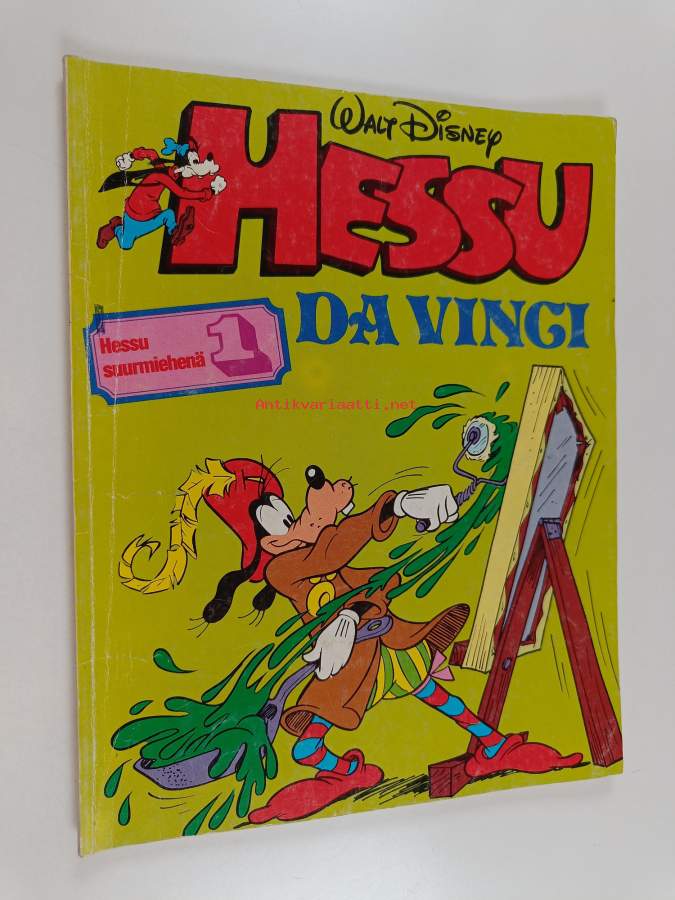 WALT DISNEY
HESSU
DA VINCI
Hessu
suurmiehenä
1
Antikvariaatti.net